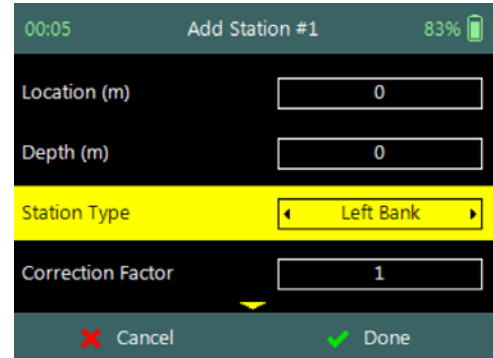 00:05 Add Station #1 83%
Location (m) 0
Depth (m) 0
Station Type Left Bank
Correction Factor 1
Cancel Done